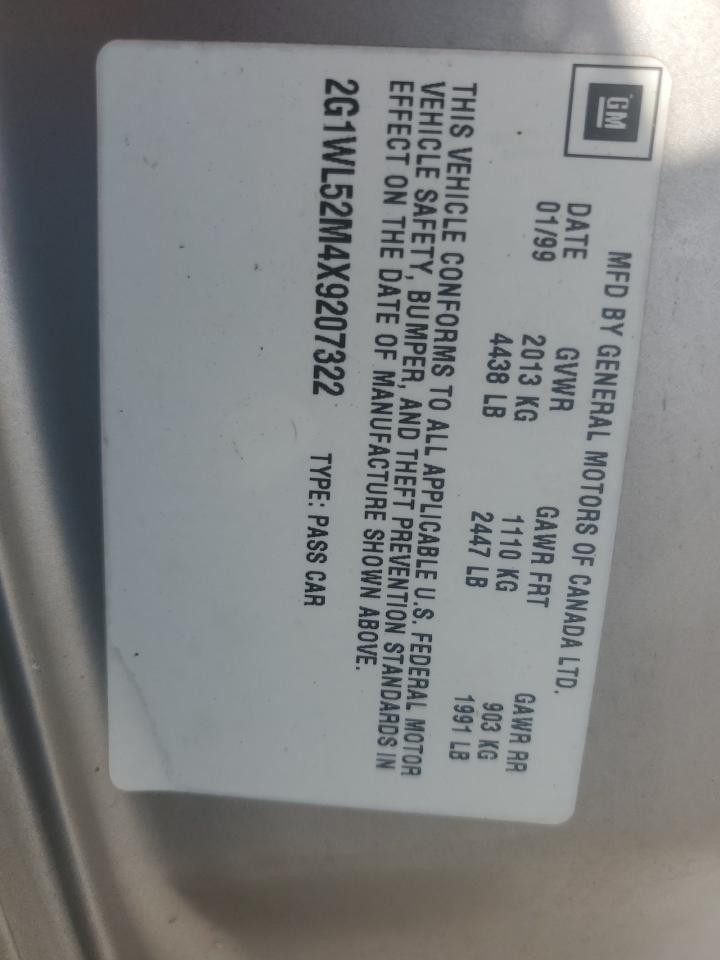 GM
MFD BY GENERAL MOTORS OF CANADA LTD.
DATE GVWR GAWR FRT GAWR RR
01/99 2013 KG 1110 KG 903 KG
4438 LB 2447 LB 1991 LB
THIS VEHICLE CONFORMS TO ALL APPLICABLE U.S. FEDERAL MOTOR
VEHICLE SAFETY, BUMPER, AND THEFT PREVENTION STANDARDS IN
EFFECT ON THE DATE OF MANUFACTURE SHOWN ABOVE.
2G1WL52M4X9207322 TYPE: PASS CAR